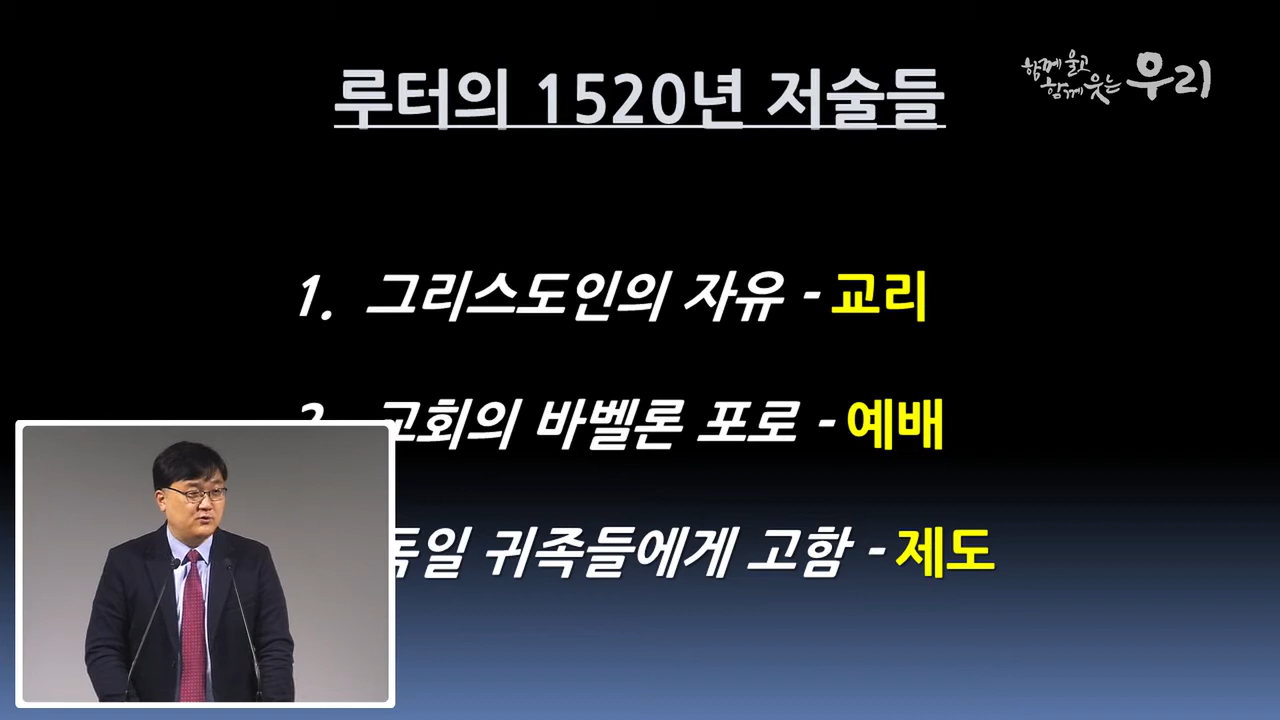 함께 울고
함께 웃는 우리
루터의 1520년 저술들
1. 그리스도인의 자유 - 교리
교회의 바벨론 포로 - 예배
독일 귀족들에게 고함 - 제도